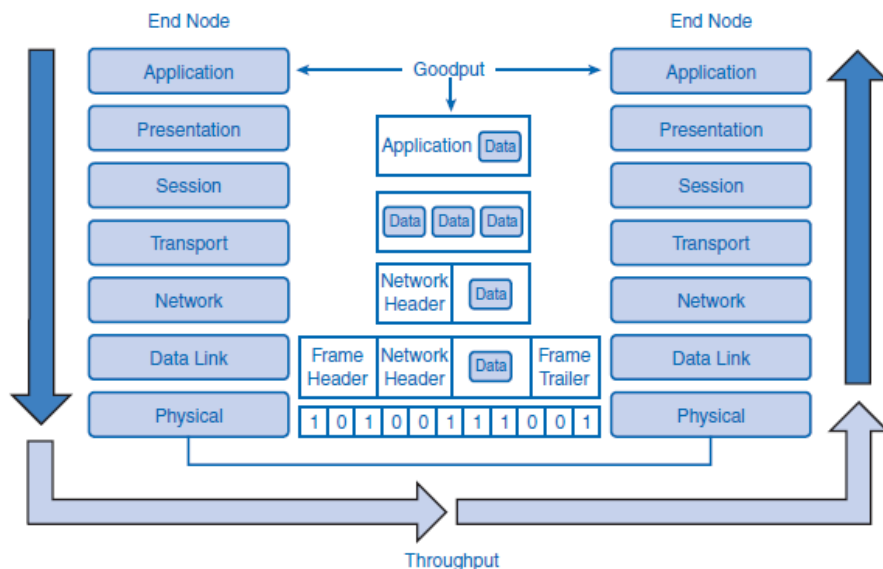 End Node
End Node
Application
Goodput
Application
Presentation
Application Data
Presentation
Session
Session
Data Data Data
Transport
Transport
Network
Header
Data
Network
Network
Frame
Header
Network
Header
Data
Frame
Trailer
Data Link
Data Link
Physical
1 0 1 0 0 1 1 1 0 0 1
Physical
Throughput